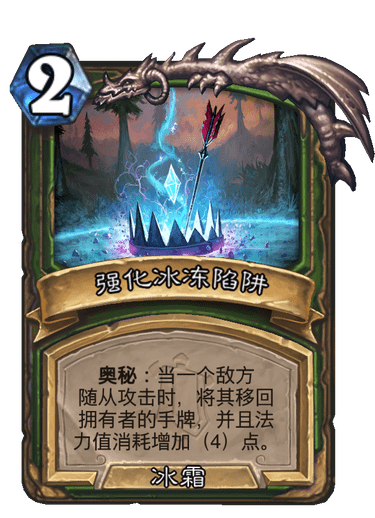 2
强化冰冻陷阱
奥秘：当一个敌方
随从攻击时，将其移回
拥有者的手牌，并且法
力值消耗增加（4）点。
冰霜